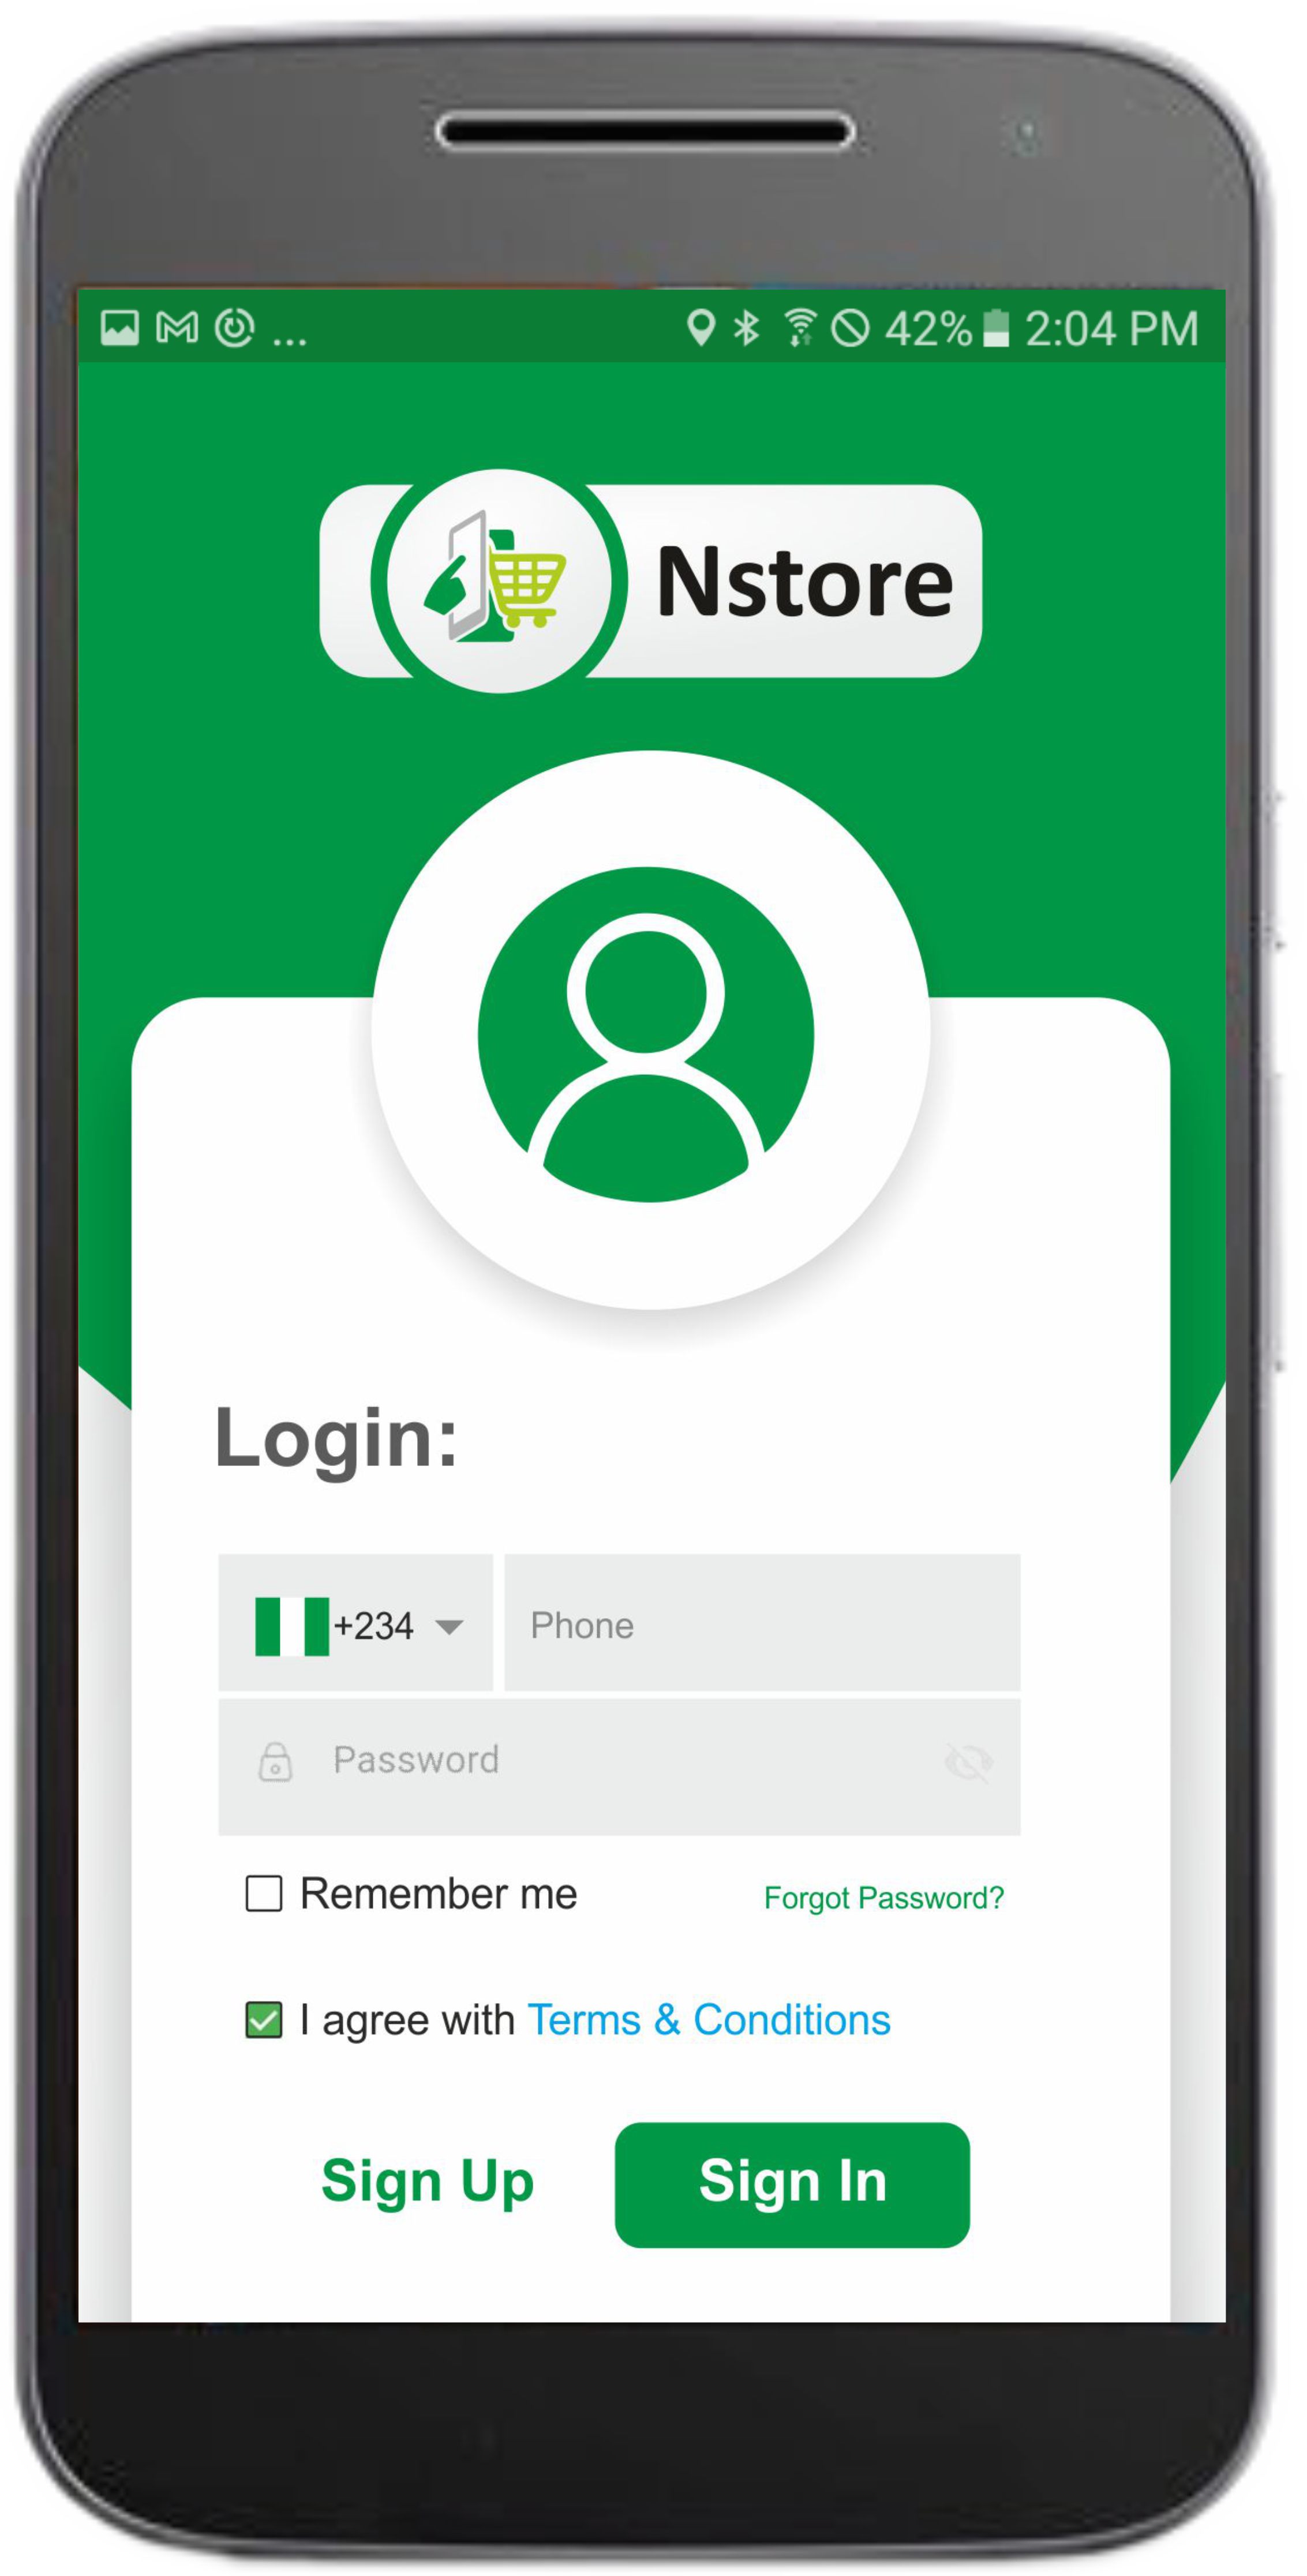 ... 42% 2:04 PM
Nstore
Login:
+234 Phone
Password
Remember me Forgot Password?
I agree with Terms & Conditions
Sign Up Sign In